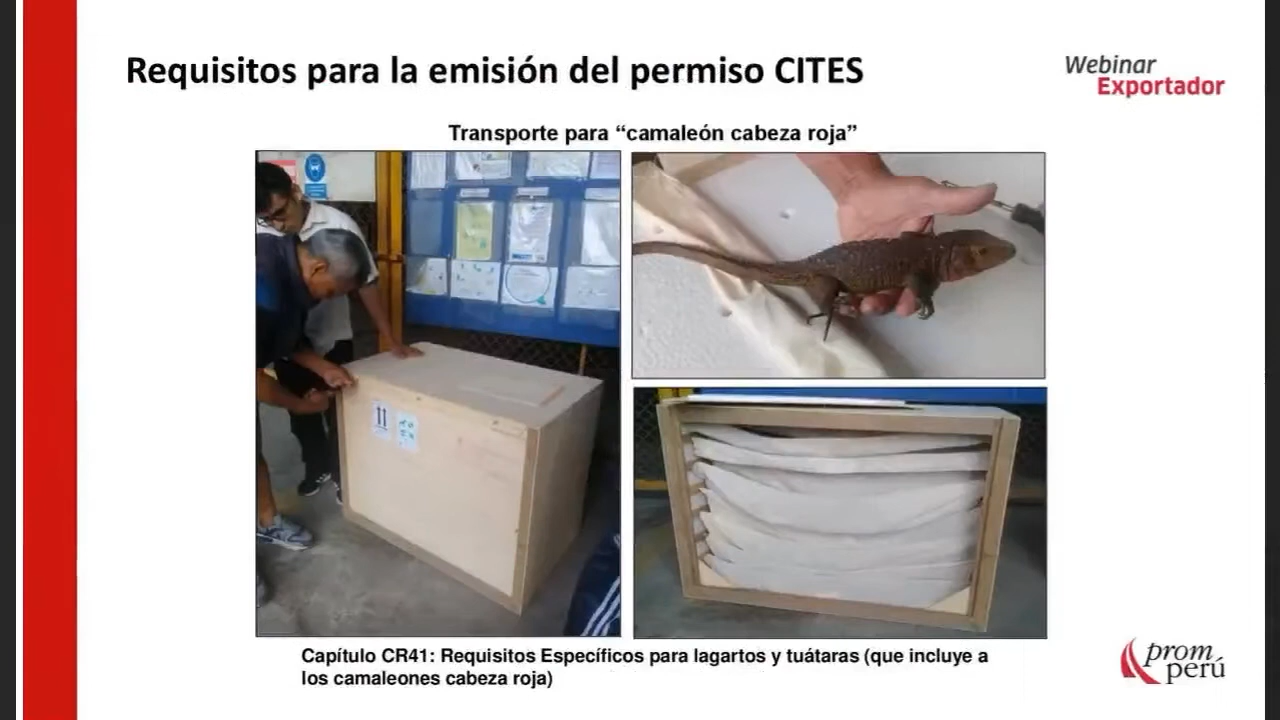 Requisitos para la emisión del permiso CITES
Webinar
Exportador
Transporte para “camaleón cabeza roja”
Capítulo CR41: Requisitos Específicos para lagartos y tuátaras (que incluye a
los camaleones cabeza roja)
prom
perú